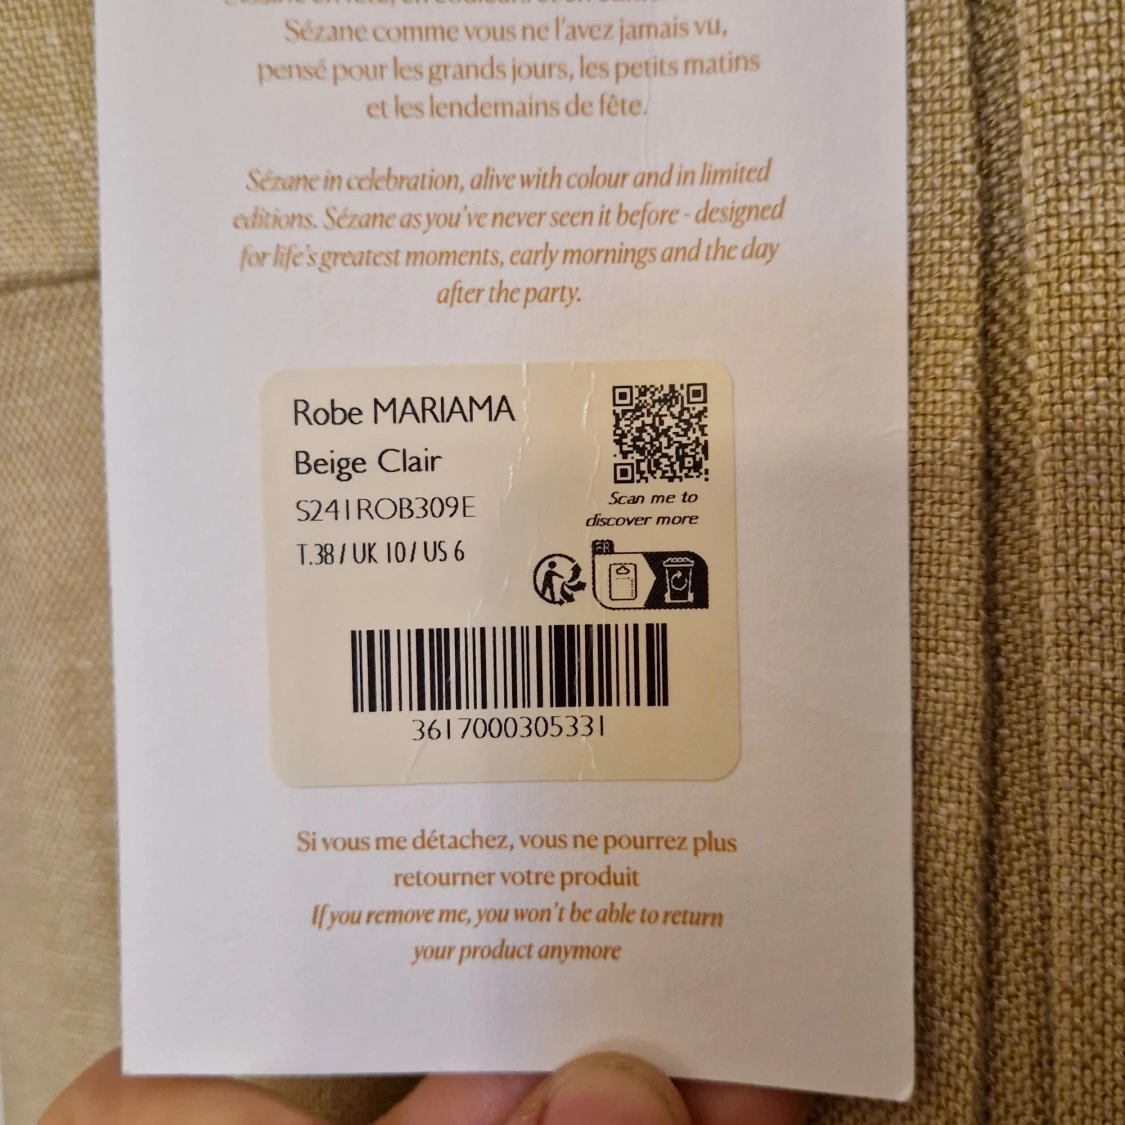 Sézane comme vous ne l'avez jamais vu,
pensé pour les grands jours, les petits matins
et les lendemains de fête.
Sézane in celebration, alive with colour and in limited
editions. Sézane as you've never seen it before - designed
for life's greatest moments, early mornings and the day
after the party.
Robe MARIAMA
Beige Clair
S241ROB309E
T.38 / UK 10 / US 6
Scan me to
discover more
FR
3617000305331
Si vous me détachez, vous ne pourrez plus
retourner votre produit
If you remove me, you won't be able to return
your product anymore